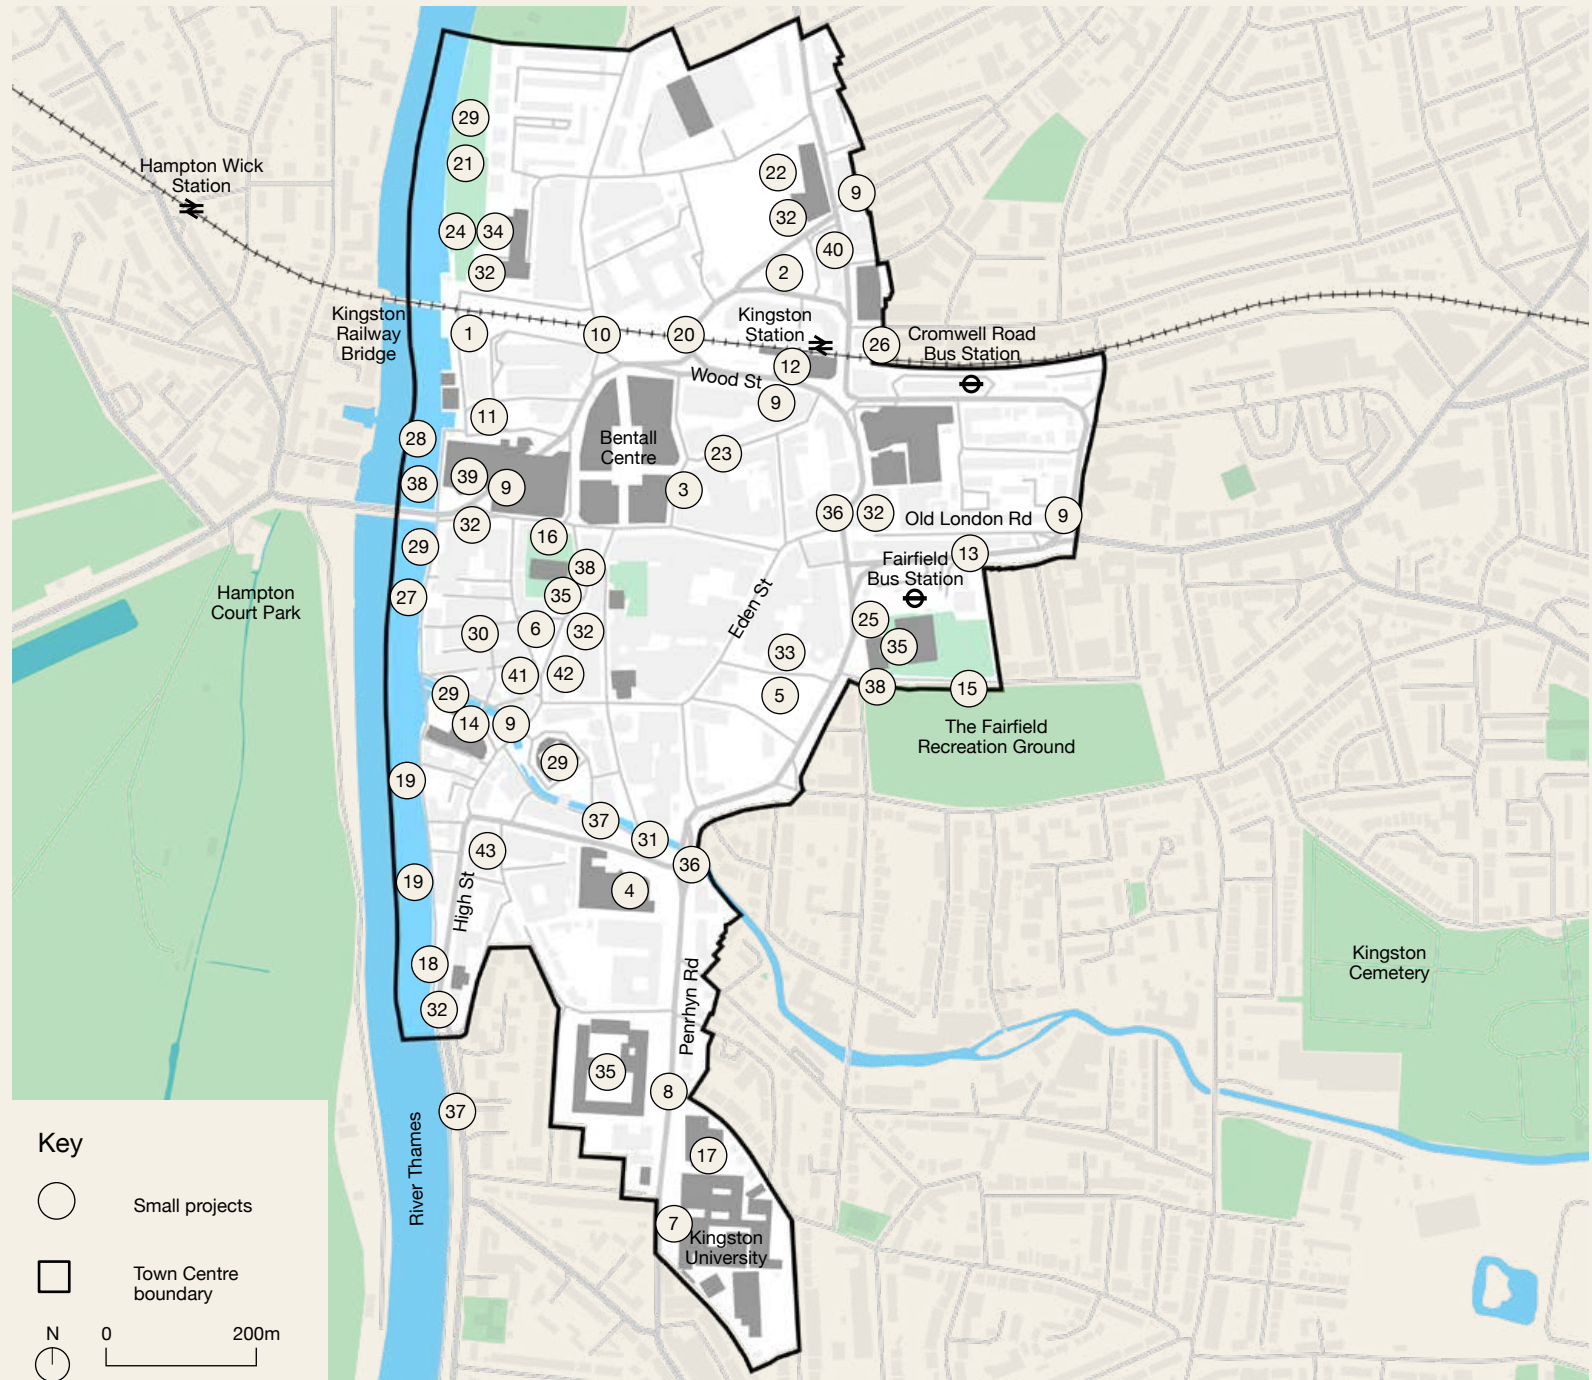 29
21
22
9
Hampton Wick
Station
32
24
34
40
32
2
Kingston
Railway
Bridge
1
10
20
Kingston
Station
26
Cromwell Road
Bus Station
12
Wood St
9
11
28
Bentall
Centre
23
38
39
9
3
32
36
32
Old London Rd
9
16
29
13
38
Fairfield
Bus Station
27
35
Hampton
Court Park
Eden St
25
30
6
32
35
33
41
42
29
5
38
15
14
9
The Fairfield
Recreation Ground
29
19
37
31
43
36
19
4
High St
18
Kingston
Cemetery
32
Penrhyn Rd
35
8
37
17
River Thames
7
Kingston
University
Key
Small projects
Town Centre
boundary
N
0
200m